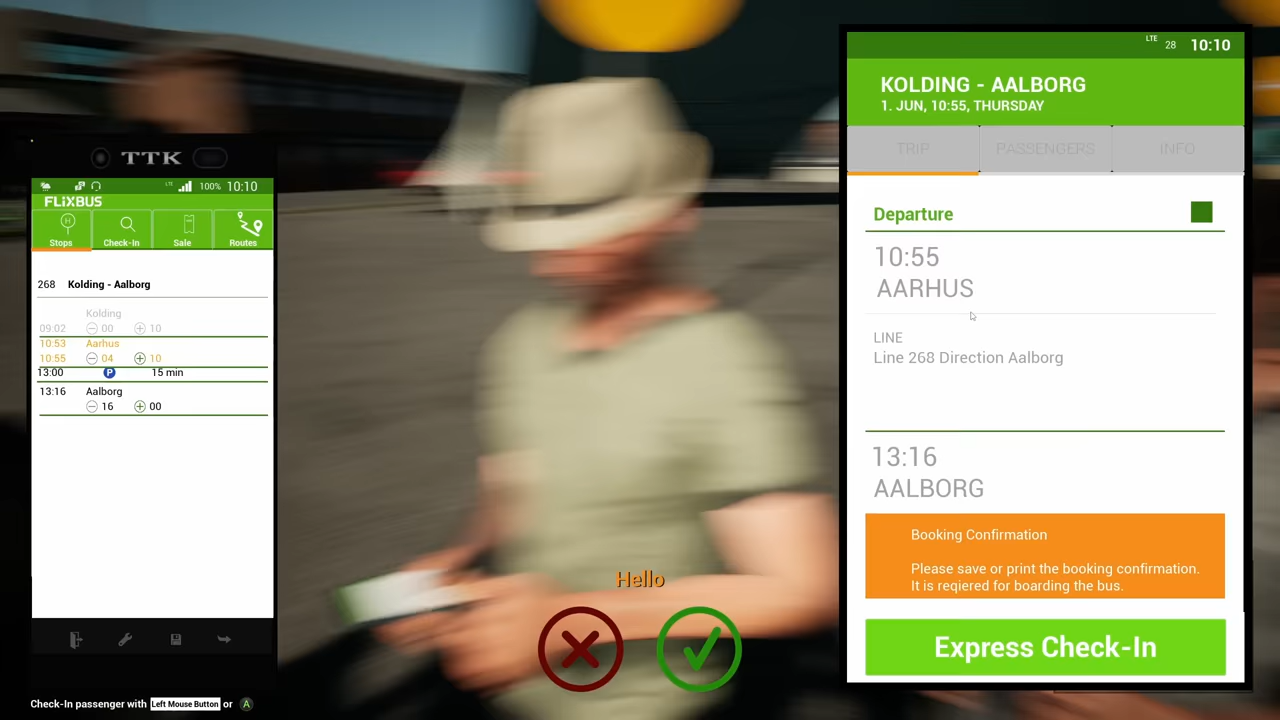 TTK
LTE 100% 10:10
FLiXBUS
Stops Check-In Sale Routes
268 Kolding - Aalborg
Kolding
09:02 00 10
10:53 Aarhus
10:55 04 10
13:00 P 15 min
13:16 Aalborg
16 00
Check-In passenger with Left Mouse Button or A
Hello
LTE 28 10:10
KOLDING - AALBORG
1. JUN, 10:55, THURSDAY
TRIP PASSENGERS INFO
Departure
10:55
AARHUS
LINE
Line 268 Direction Aalborg
13:16
AALBORG
Booking Confirmation
Please save or print the booking confirmation.
It is reqiered for boarding the bus.
Express Check-In